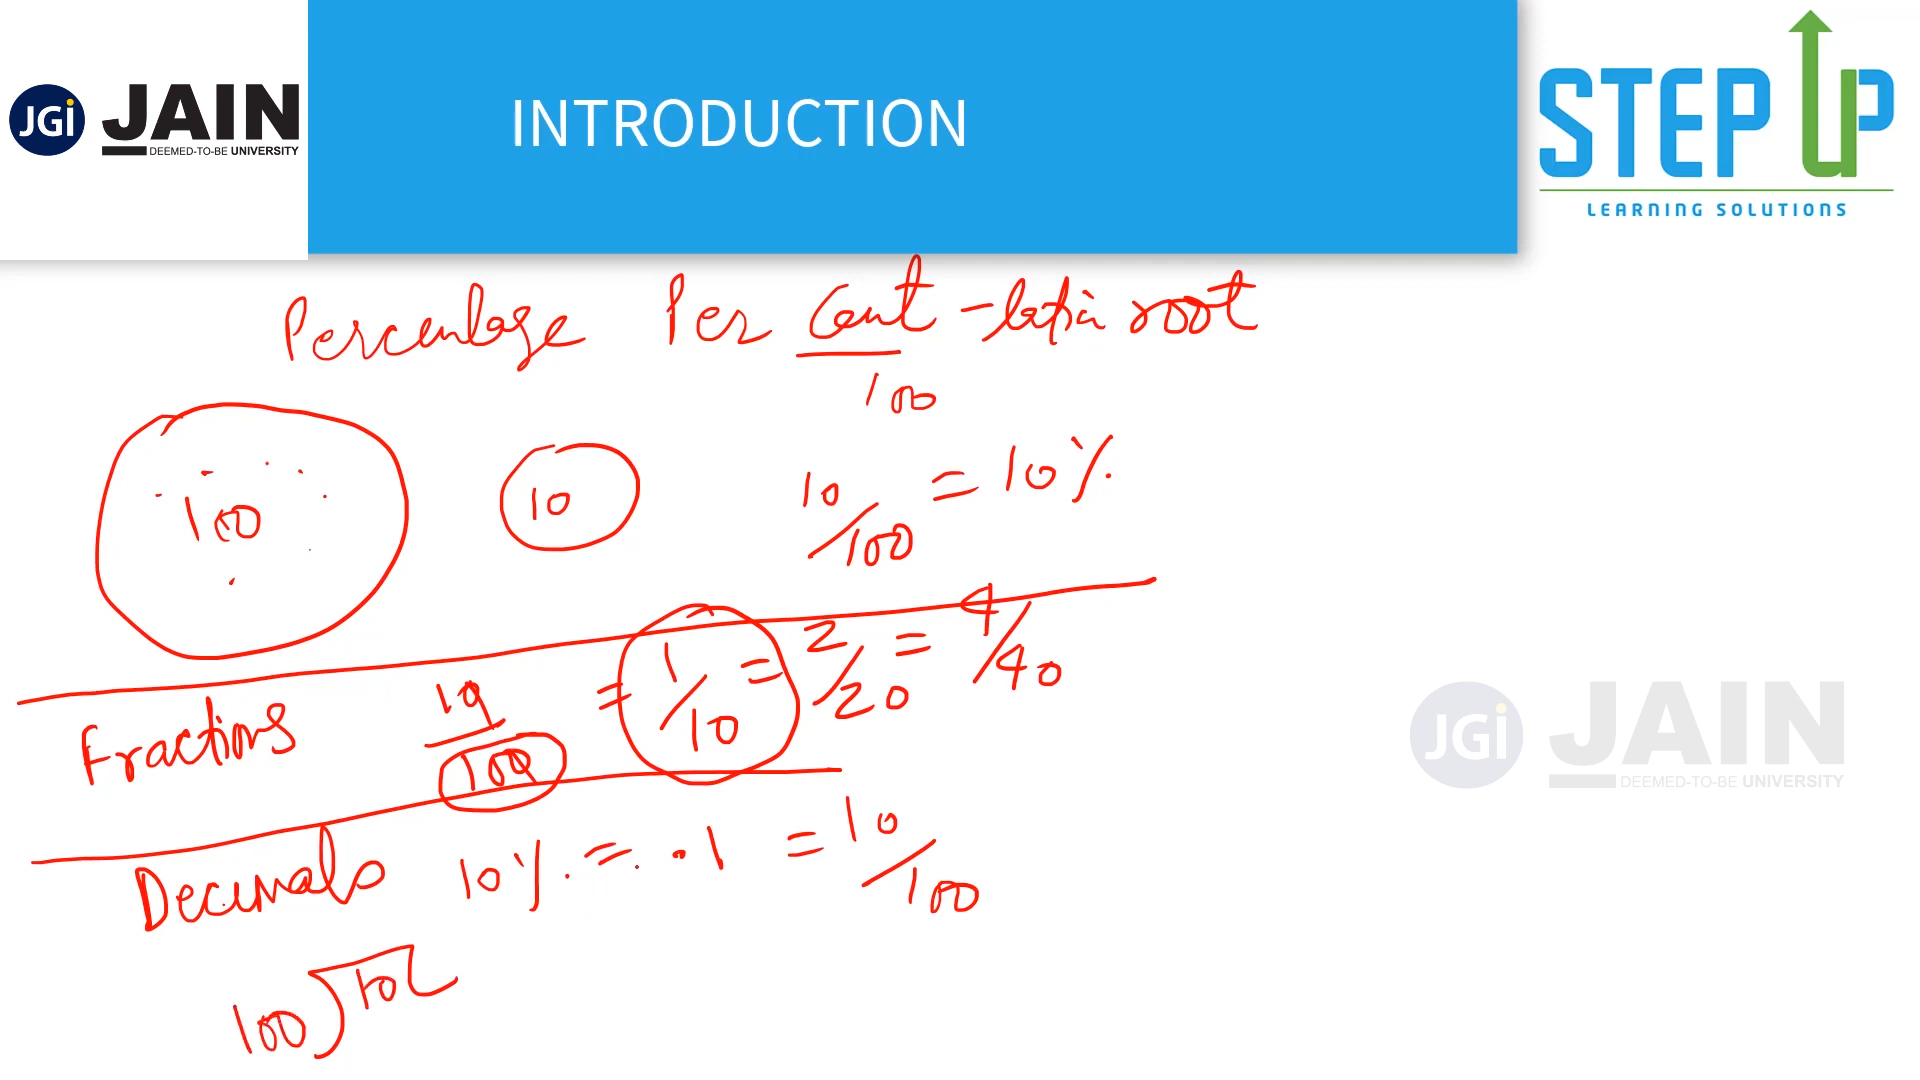 JGi JAIN
DEEMED-TO-BE UNIVERSITY
INTRODUCTION
STEP UP
LEARNING SOLUTIONS
Percentage Per Cent - latin root
100
100 10 10/100 = 10%
Fractions 10/100 = 1/10 = 2/20 = 4/40
JGi JAIN
DEEMED-TO-BE UNIVERSITY
Decimals 10% = .1 = 10/100
100 10